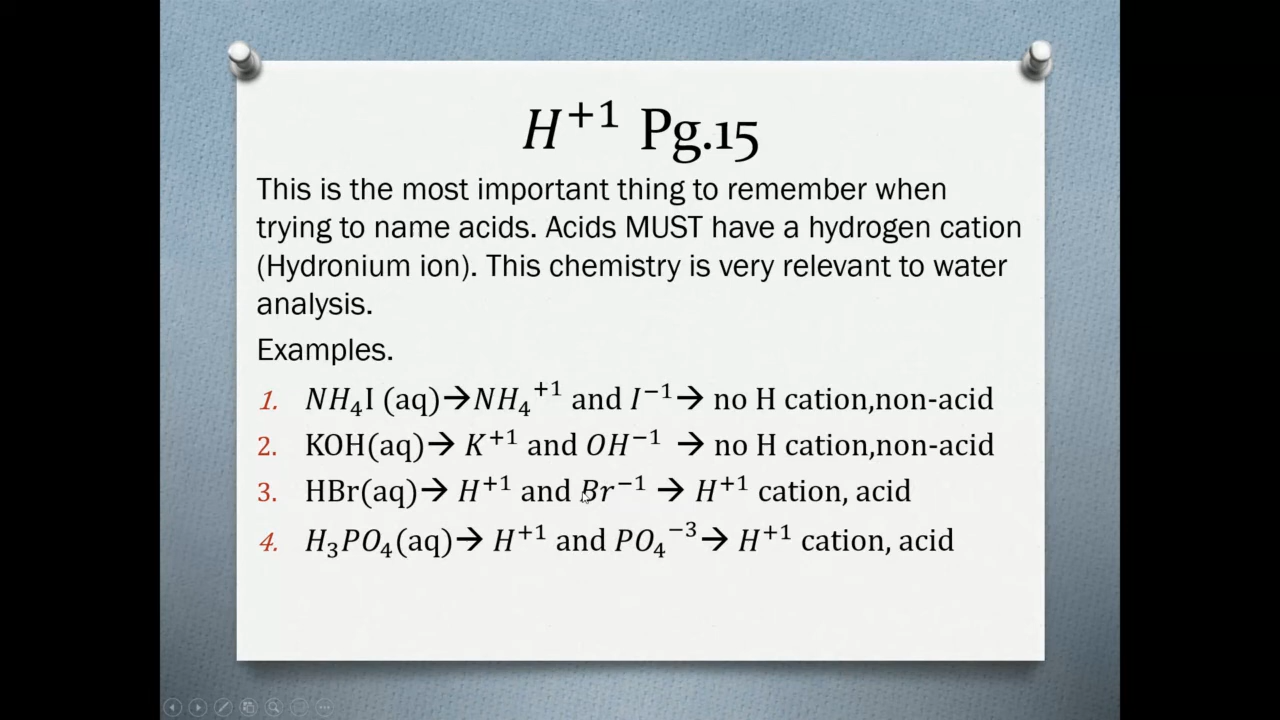 H⁺¹ Pg.15
This is the most important thing to remember when
trying to name acids. Acids MUST have a hydrogen cation
(Hydronium ion). This chemistry is very relevant to water
analysis.
Examples.
1. NH₄I (aq)→NH₄⁺¹ and I⁻¹→ no H cation,non-acid
2. KOH(aq)→ K⁺¹ and OH⁻¹ → no H cation,non-acid
3. HBr(aq)→ H⁺¹ and Br⁻¹ → H⁺¹ cation, acid
4. H₃PO₄(aq)→ H⁺¹ and PO₄⁻³→ H⁺¹ cation, acid